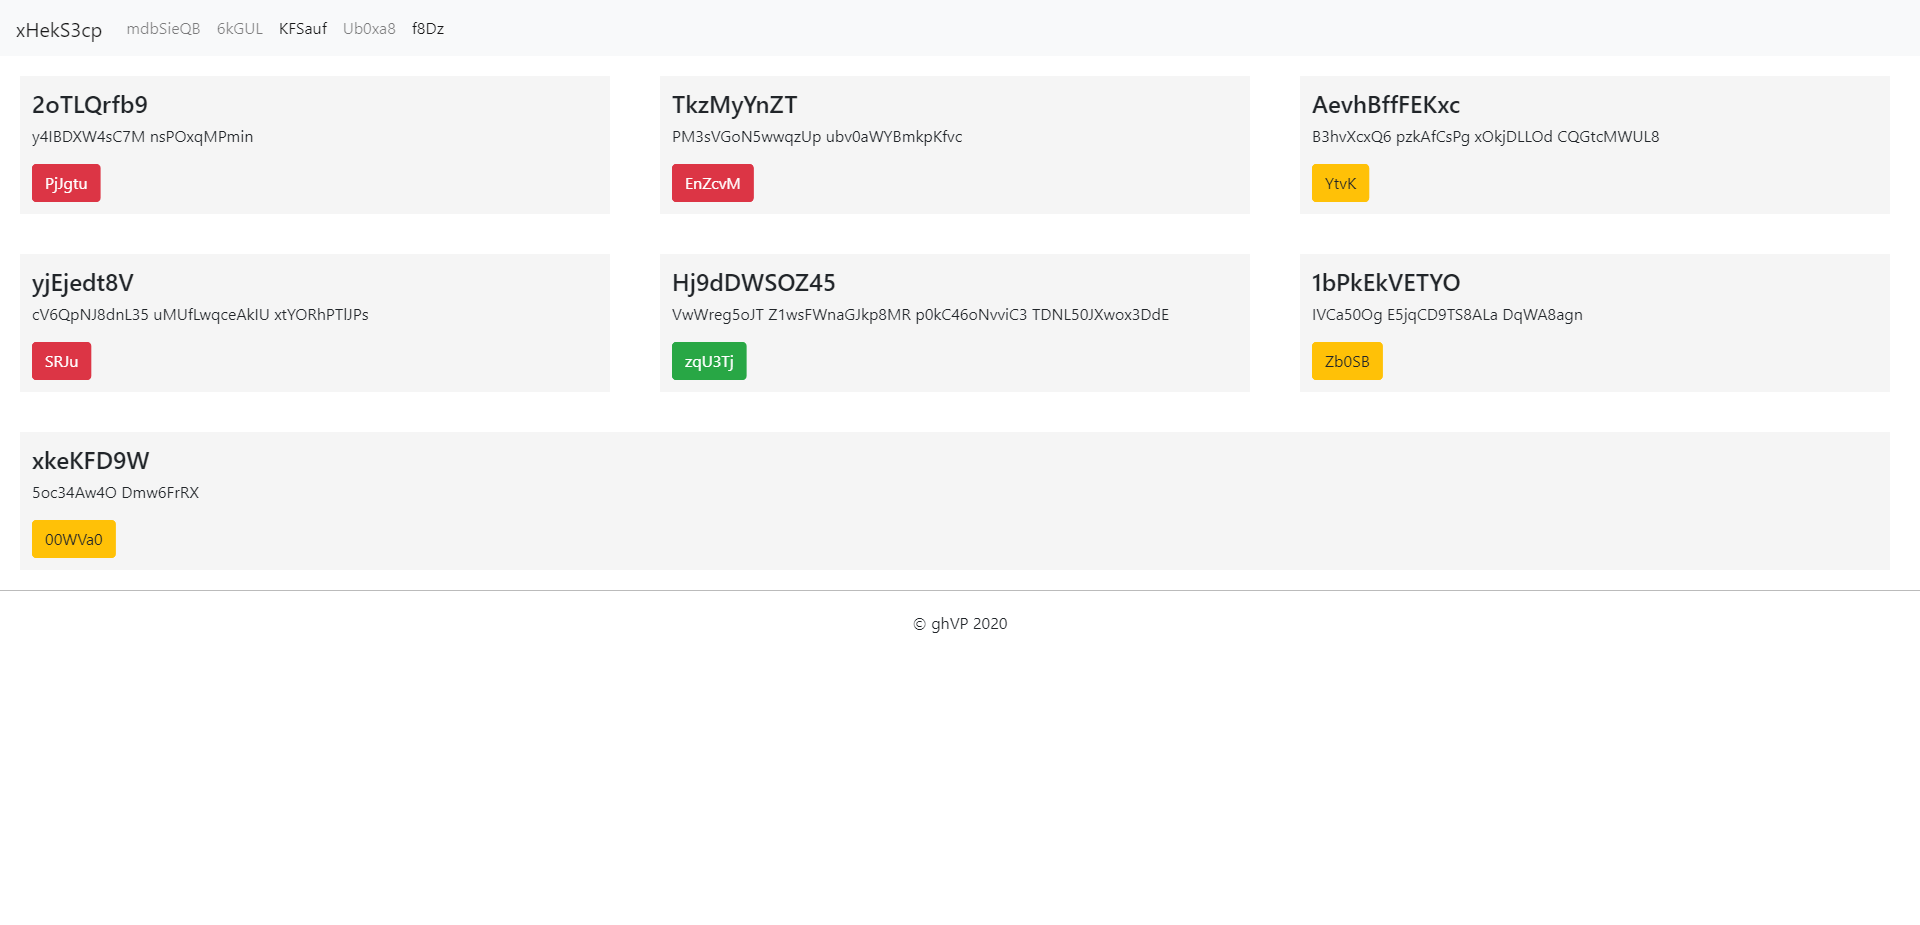 xHekS3cp mdbSieQB 6kGUL KFSauf Ub0xa8 f8Dz
2oTLQrfb9
y4IBDXW4sC7M nsPOxqMPmin
PjJgtu
TkzMyYnZT
PM3sVGoN5wwqzUp ubv0aWYBmkpKfvc
EnZcvM
AevhBffFEKxc
B3hvXcxQ6 pzkAfCsPg xOkjDLLOd CQGtcMWUL8
YtvK
yjEjedt8V
cV6QpNJ8dnL35 uMUfLwqceAkIU xtYORhPTlJPs
SRJu
Hj9dDWSOZ45
VwWreg5oJT Z1wsFWnaGJkp8MR p0kC46oNvviC3 TDNL50JXwox3DdE
zqU3Tj
1bPkEkVETYO
IVCa50Og E5jqCD9TS8ALa DqWA8agn
Zb0SB
xkeKFD9W
5oc34Aw4O Dmw6FrRX
00WVa0
© ghVP 2020